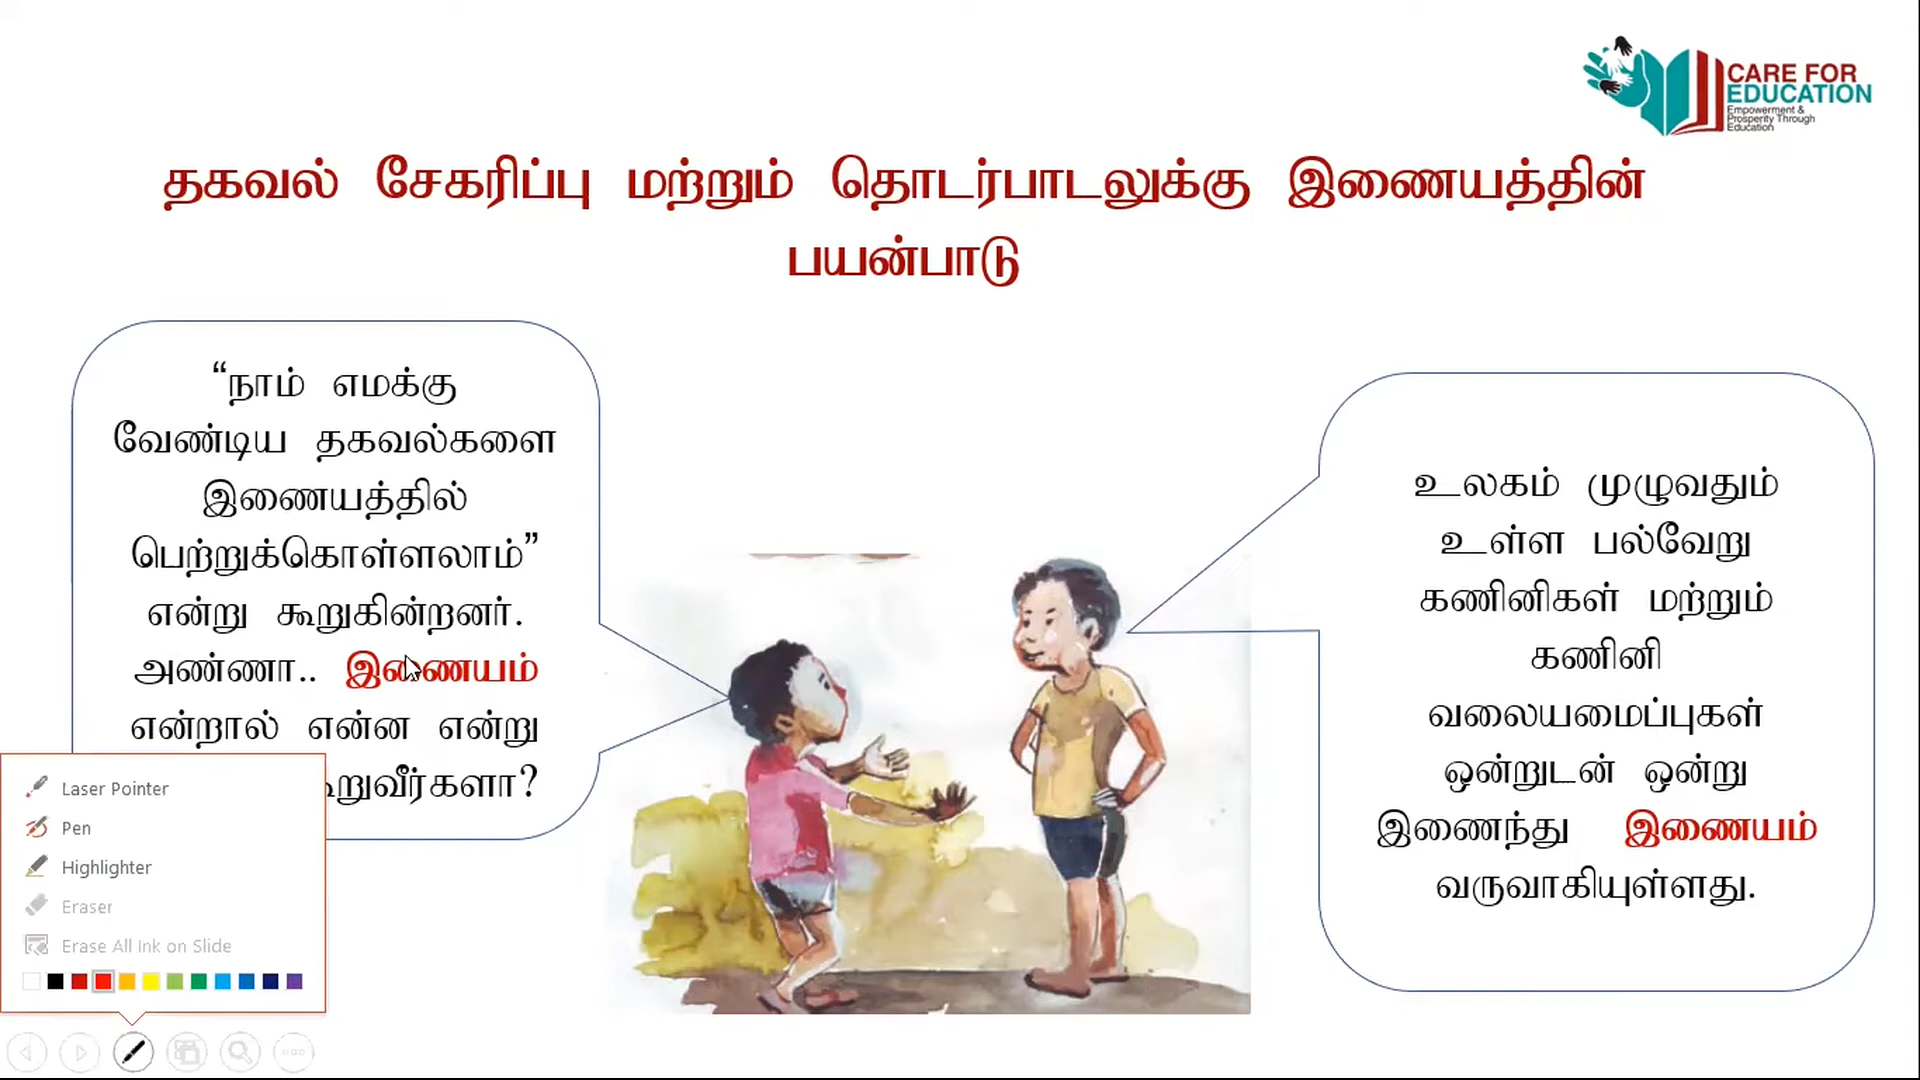 CARE FOR
EDUCATION
Empowerment &
Prosperity Through
Education
தகவல் சேகரிப்பு மற்றும் தொடர்பாடலுக்கு இணையத்தின்
பயன்பாடு
“நாம் எமக்கு
வேண்டிய தகவல்களை
இணையத்தில்
பெற்றுக்கொள்ளலாம்”
என்று கூறுகின்றனர்.
அண்ணா.. இணையம்
என்றால் என்ன என்று
கூறுவீர்களா?
உலகம் முழுவதும்
உள்ள பல்வேறு
கணினிகள் மற்றும்
கணினி
வலையமைப்புகள்
ஒன்றுடன் ஒன்று
இணைந்து இணையம்
வருவாகியுள்ளது.
Laser Pointer
Pen
Highlighter
Eraser
Erase All Ink on Slide